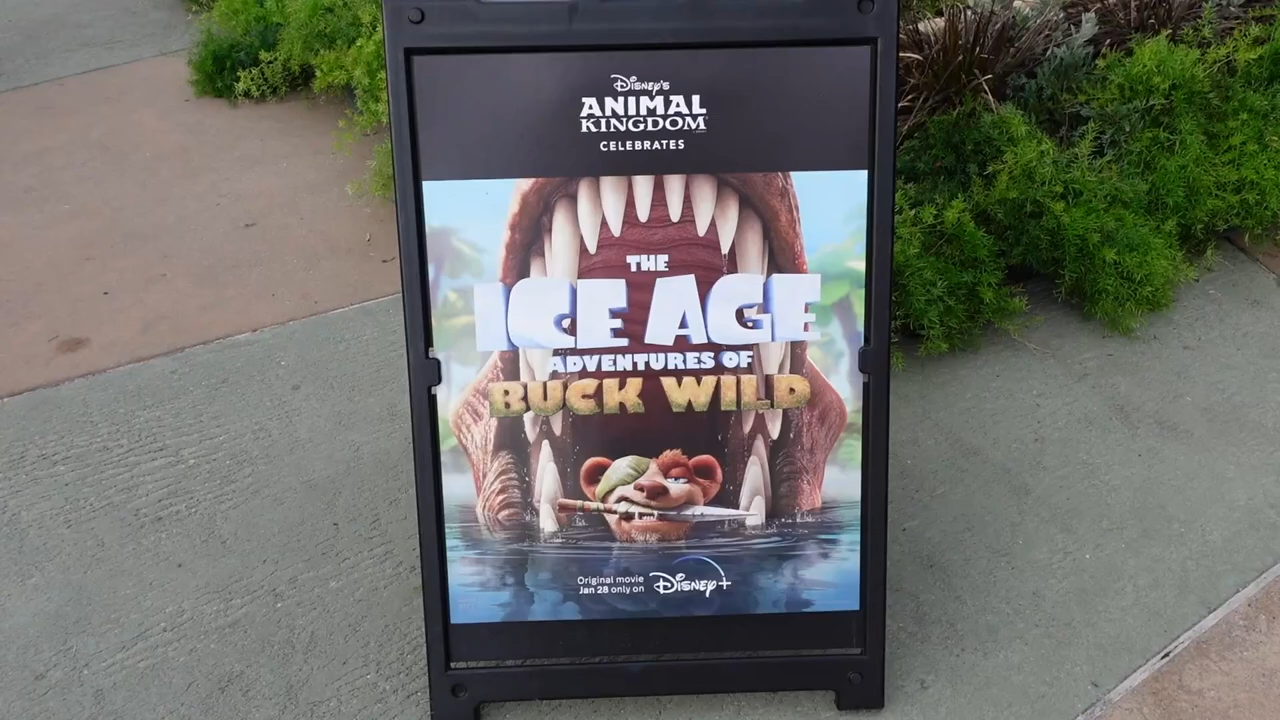 Disney's
ANIMAL
KINGDOM
CELEBRATES
THE
ICE AGE
ADVENTURES OF
BUCK WILD
Original movie
Jan 28 only on
Disney+